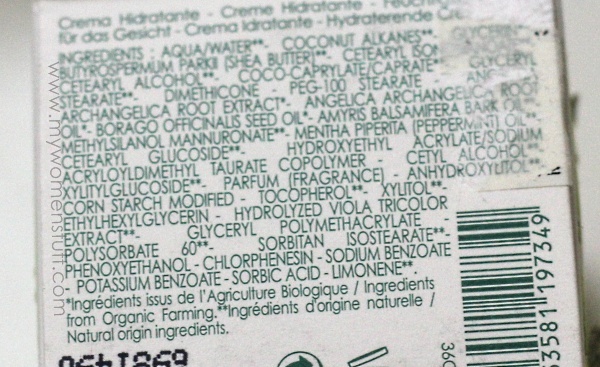 Crema Hidratante - Creme Hidratante -
für das Gesicht - Crema Idratante - Hydraterende
INGREDIENTS : AQUA/WATER**- COCONUT ALKANES**-
BUTYROSPERMUM PARKII (SHEA BUTTER)**- CETEARYL
CETEARYL ALCOHOL**- COCO-CAPRYLATE/CAPRATE*- GLYCERYL
STEARATE**- DIMETHICONE - PEG-100 STEARATE -
ARCHANGELICA ROOT EXTRACT*- ANGELICA ARCHANGELICA ROOT
OIL*- BORAGO OFFICINALIS SEED OIL*- AMYRIS BALSAMIFERA BARK OIL**-
METHYLSILANOL MANNURONATE**- MENTHA PIPERITA (PEPPERMINT) OIL**-
CETEARYL GLUCOSIDE**- HYDROXYETHYL ACRYLATE/SODIUM
ACRYLOYLDIMETHYL TAURATE COPOLYMER - CETYL ALCOHOL**-
XYLITYLGLUCOSIDE**- PARFUM (FRAGRANCE) - ANHYDROXYLITOL**-
CORN STARCH MODIFIED - TOCOPHEROL**- XYLITOL**-
ETHYLHEXYLGLYCERIN - HYDROLYZED VIOLA TRICOLOR
EXTRACT**- GLYCERYL POLYMETHACRYLATE -
POLYSORBATE 60**- SORBITAN ISOSTEARATE**-
PHENOXYETHANOL - CHLORPHENESIN - SODIUM BENZOATE
- POTASSIUM BENZOATE - SORBIC ACID - LIMONENE**.
*Ingrédients issus de l'Agriculture Biologique / Ingredients
from Organic Farming.**Ingrédients d'origine naturelle /
Natural origin ingredients.
www.mywomenstuff.com
53581 197349